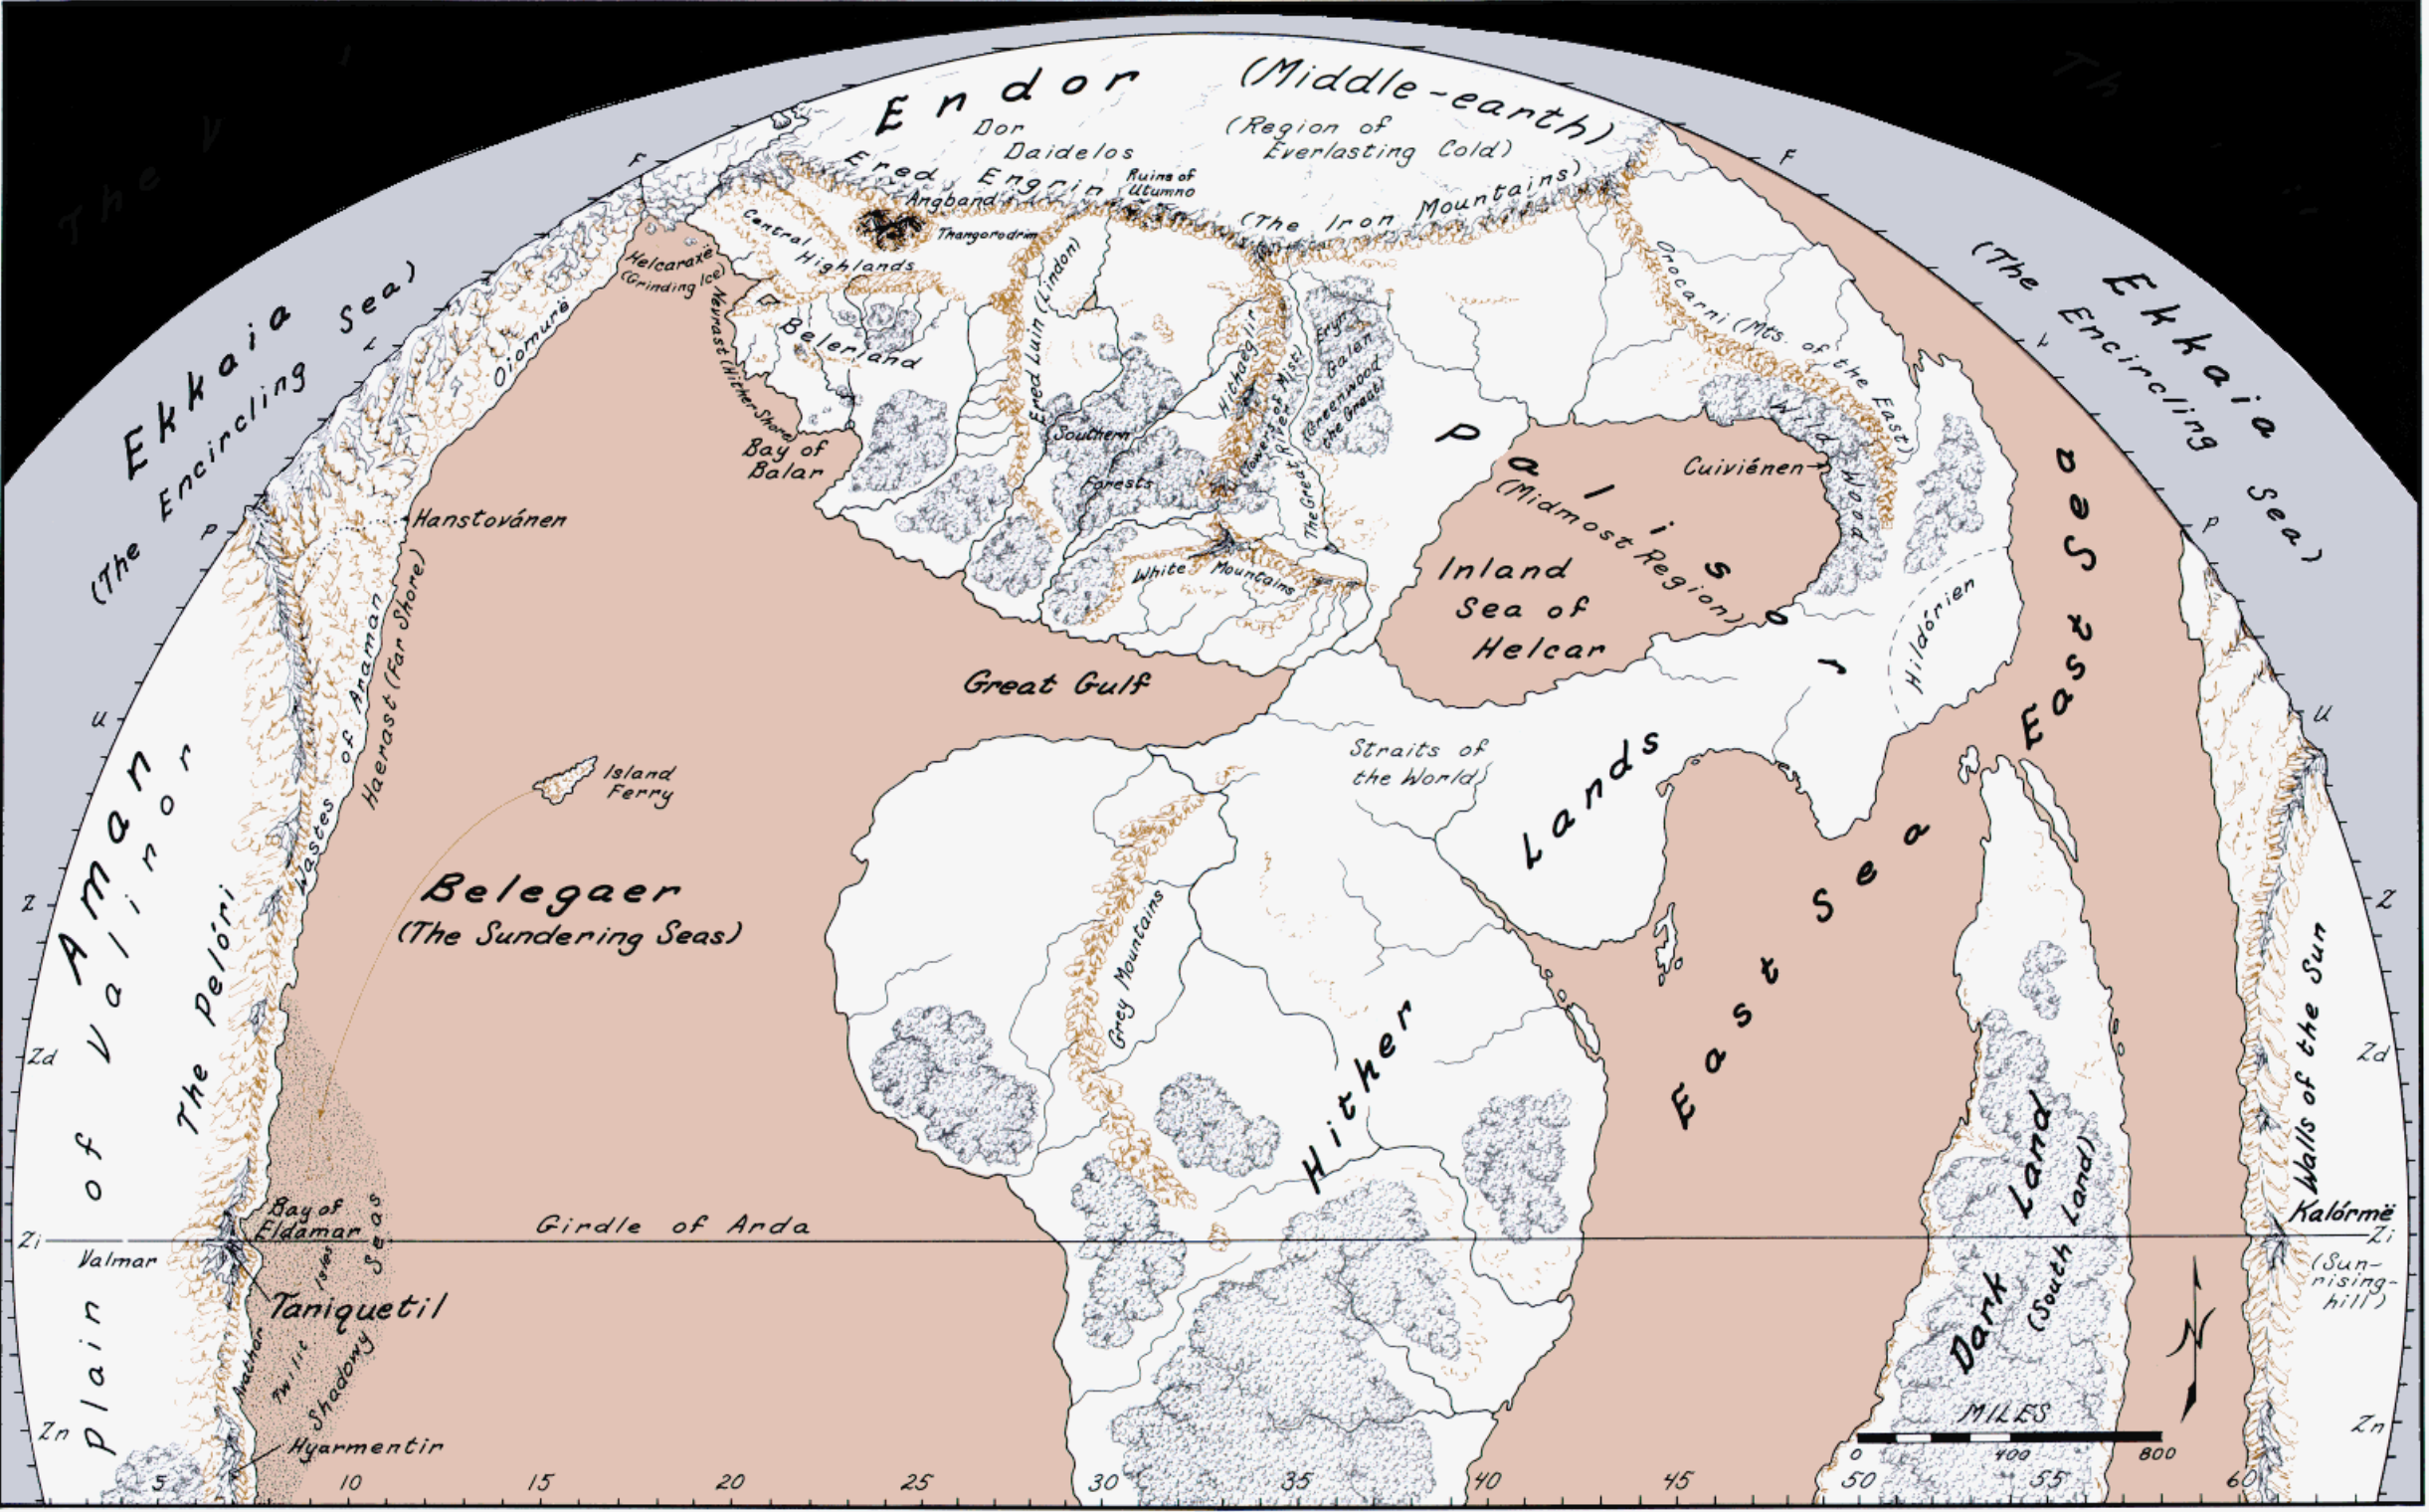 Endor (Middle-earth)
Dor
Daidelos
(Region of
Everlasting Cold)
Ered Engrin
(The Iron Mountains)
Ruins of
Utumno
Angband
Thangorodrim
Central
Highlands
F
F
Helcaraxë
(Grinding Ice)
Nevrast (Hither Shore)
Belerland
Ered Luin (Lindon)
Hithaeglir
(Towers of Mist)
The Great River
Eryn
Galen
(Greenwood
the Great)
Orocarni (Mts. of the East)
Ekkaia
(The Encircling Sea)
Ekkaia
(The Encircling Sea)
L
L
Oiomurë
Bay of
Balar
Southern
Forests
Palisor
(Midmost Region)
Cuiviénen
Wild Wood
East Sea
P
P
Hanstovánen
White Mountains
Inland
Sea of
Helcar
Hildórien
Wastes of Anaman
Haerast (Far Shore)
Great Gulf
U
U
Straits of
the World)
Island
Ferry
Aman
Plain of Valinor
The Pelóri
Belegaer
(The Sundering Seas)
Grey Mountains
Hither Lands
East Sea
Z
Z
Walls of the Sun
Zd
Zd
Dark Land
(South Land)
Bay of
Eldamar
Girdle of Arda
Kalórmë
Zi
Zi
(Sun-
rising-
hill)
Valmar
Taniquetil
Avathar
Twilit Isles
Shadowy Seas
N
Zn
Zn
Hyarmentir
MILES
0 400 800
5 10 15 20 25 30 35 40 45 50 55 60